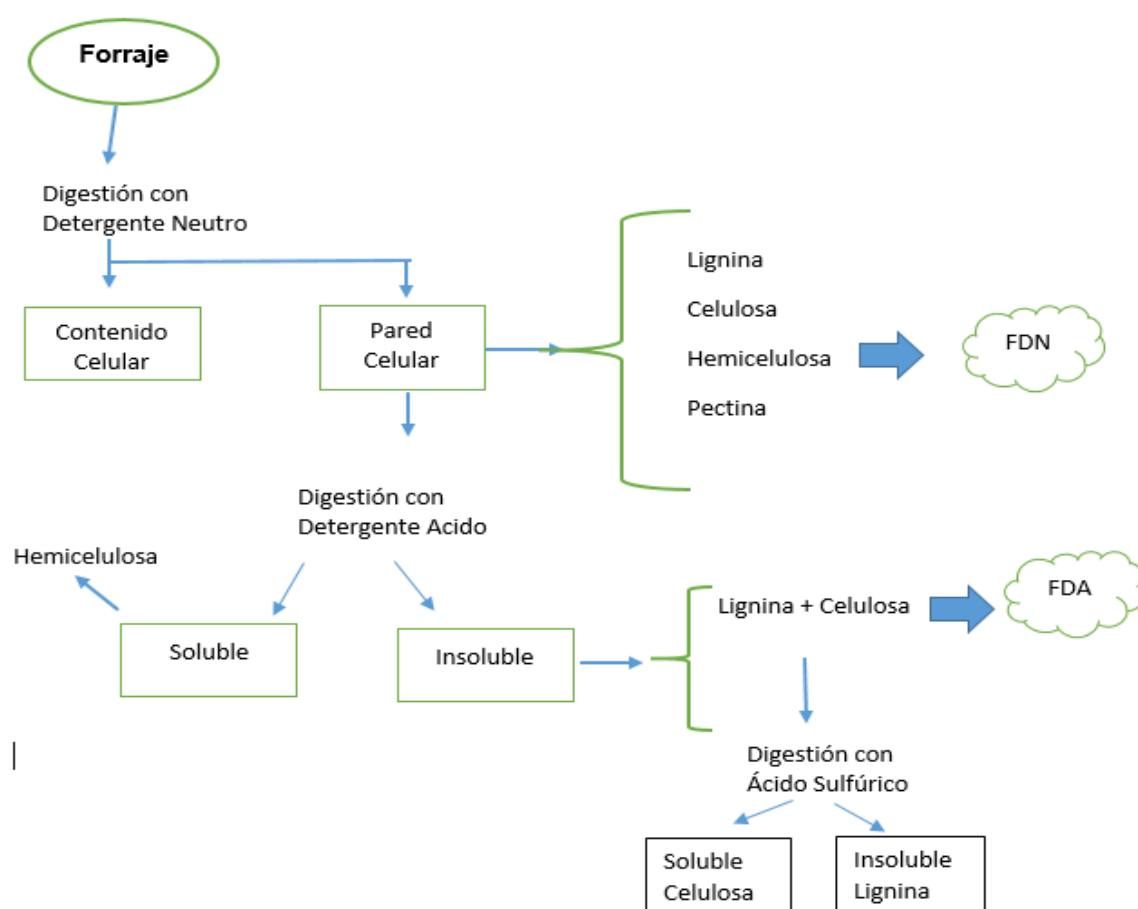 Forraje
Digestión con
Detergente Neutro
Contenido
Celular
Pared
Celular
Lignina
Celulosa
Hemicelulosa
Pectina
FDN
Digestión con
Detergente Acido
Hemicelulosa
Soluble
Insoluble
Lignina + Celulosa
FDA
Digestión con
Ácido Sulfúrico
Soluble
Celulosa
Insoluble
Lignina